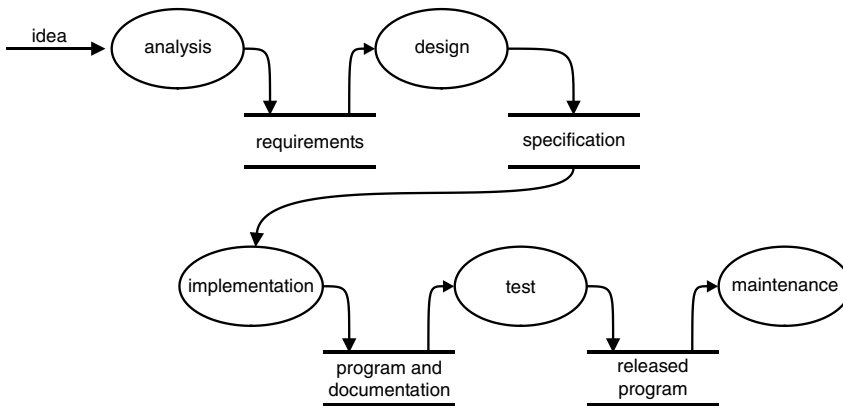 idea
analysis
design
requirements
specification
implementation
test
maintenance
program and
documentation
released
program